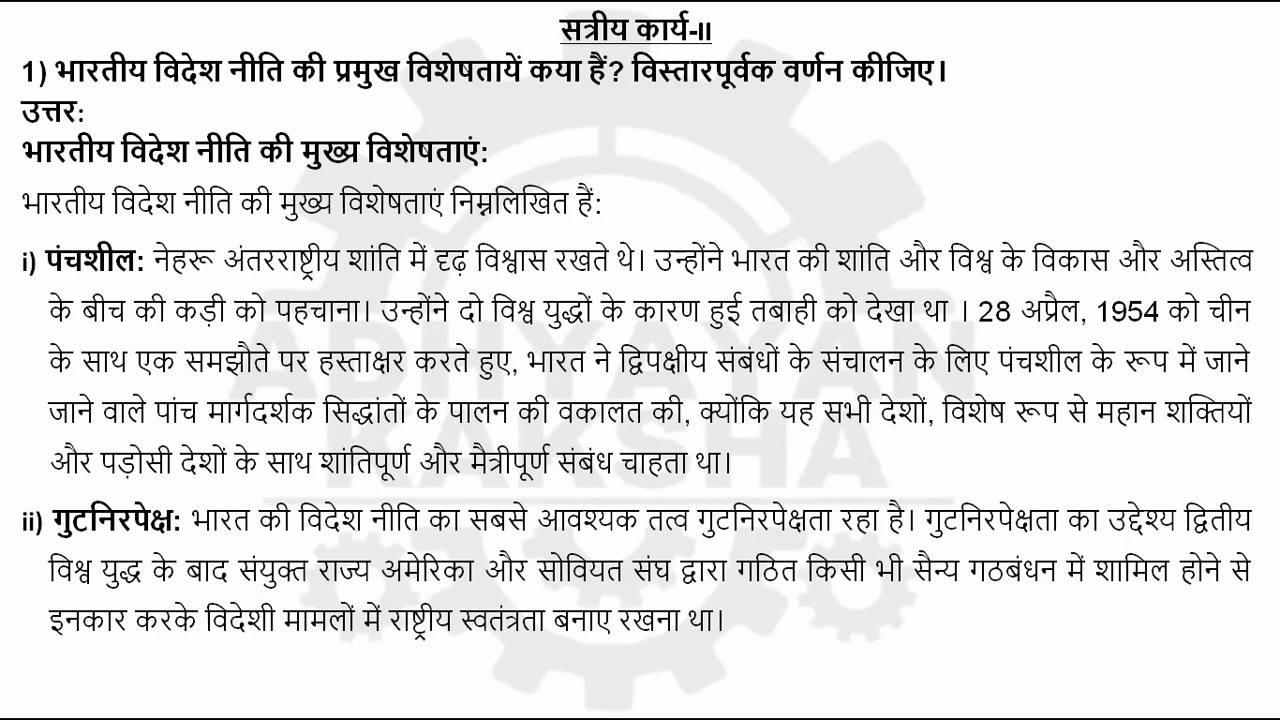 सत्रीय कार्य-II
1) भारतीय विदेश नीति की प्रमुख विशेषतायें कया हैं? विस्तारपूर्वक वर्णन कीजिए।
उत्तर:
भारतीय विदेश नीति की मुख्य विशेषताएं:
भारतीय विदेश नीति की मुख्य विशेषताएं निम्नलिखित हैं:
i) पंचशील: नेहरू अंतरराष्ट्रीय शांति में दृढ़ विश्वास रखते थे। उन्होंने भारत की शांति और विश्व के विकास और अस्तित्व
के बीच की कड़ी को पहचाना। उन्होंने दो विश्व युद्धों के कारण हुई तबाही को देखा था । 28 अप्रैल, 1954 को चीन
के साथ एक समझौते पर हस्ताक्षर करते हुए, भारत ने द्विपक्षीय संबंधों के संचालन के लिए पंचशील के रूप में जाने
जाने वाले पांच मार्गदर्शक सिद्धांतों के पालन की वकालत की, क्योंकि यह सभी देशों, विशेष रूप से महान शक्तियों
और पड़ोसी देशों के साथ शांतिपूर्ण और मैत्रीपूर्ण संबंध चाहता था।
ii) गुटनिरपेक्ष: भारत की विदेश नीति का सबसे आवश्यक तत्व गुटनिरपेक्षता रहा है। गुटनिरपेक्षता का उद्देश्य द्वितीय
विश्व युद्ध के बाद संयुक्त राज्य अमेरिका और सोवियत संघ द्वारा गठित किसी भी सैन्य गठबंधन में शामिल होने से
इनकार करके विदेशी मामलों में राष्ट्रीय स्वतंत्रता बनाए रखना था।
ADHYAYAN
RAKSHA